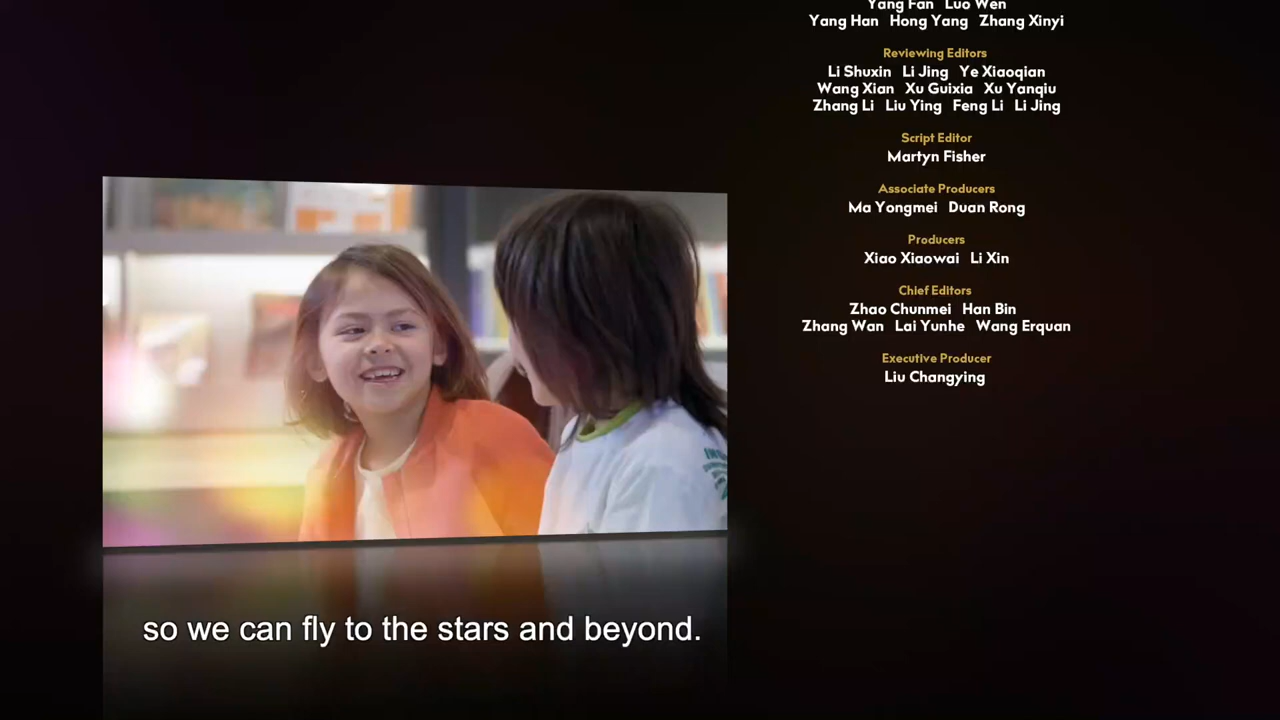 Yang Fan Luo Wen
Yang Han Hong Yang Zhang Xinyi
Reviewing Editors
Li Shuxin Li Jing Ye Xiaoqian
Wang Xian Xu Guixia Xu Yanqiu
Zhang Li Liu Ying Feng Li Li Jing
Script Editor
Martyn Fisher
Associate Producers
Ma Yongmei Duan Rong
Producers
Xiao Xiaowai Li Xin
Chief Editors
Zhao Chunmei Han Bin
Zhang Wan Lai Yunhe Wang Erquan
Executive Producer
Liu Changying
so we can fly to the stars and beyond.